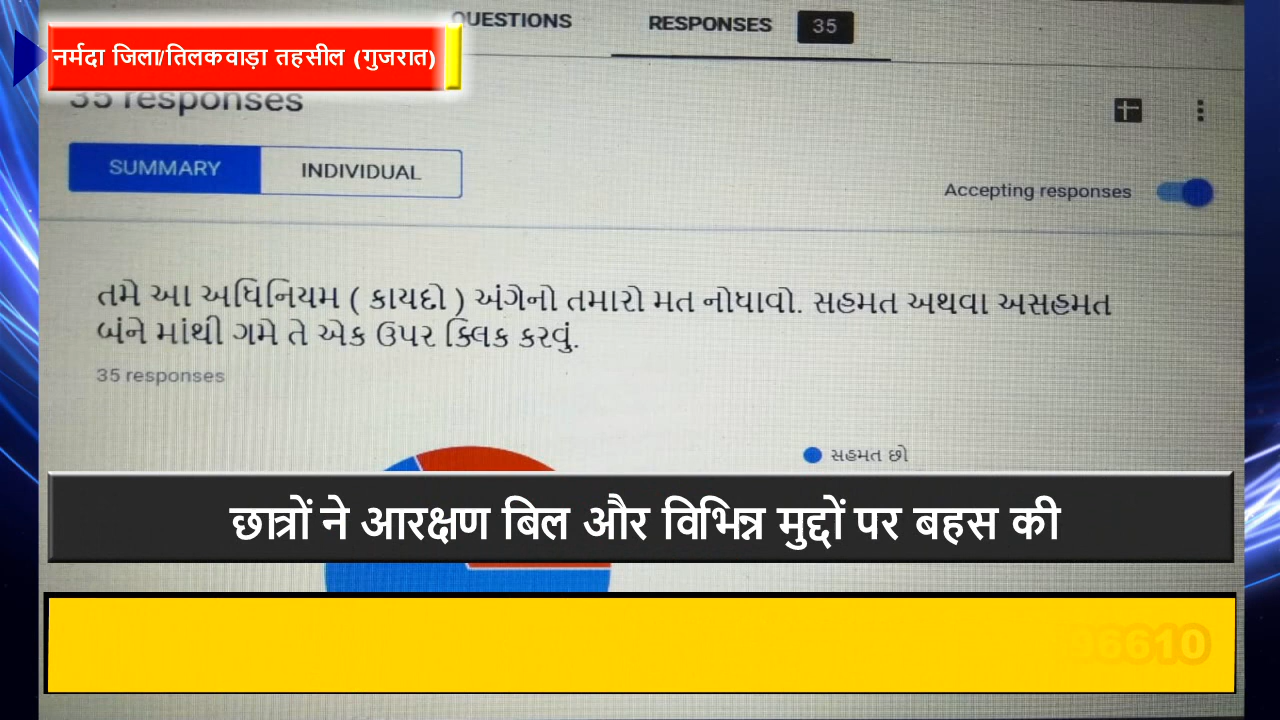 QUESTIONS RESPONSES 35
नर्मदा जिला/तिलकवाड़ा तहसील (गुजरात)
35 responses
SUMMARY INDIVIDUAL
Accepting responses
તમે આ અધિનિયમ ( કાયદો ) અંગેનો તમારો મત નોધાવો. સહમત અથવા અસહમત
બંને માંથી ગમે તે એક ઉપર ક્લિક કરવું.
35 responses
સહમત છો
छात्रों ने आरक्षण बिल और विभिन्न मुद्दों पर बहस की
96610